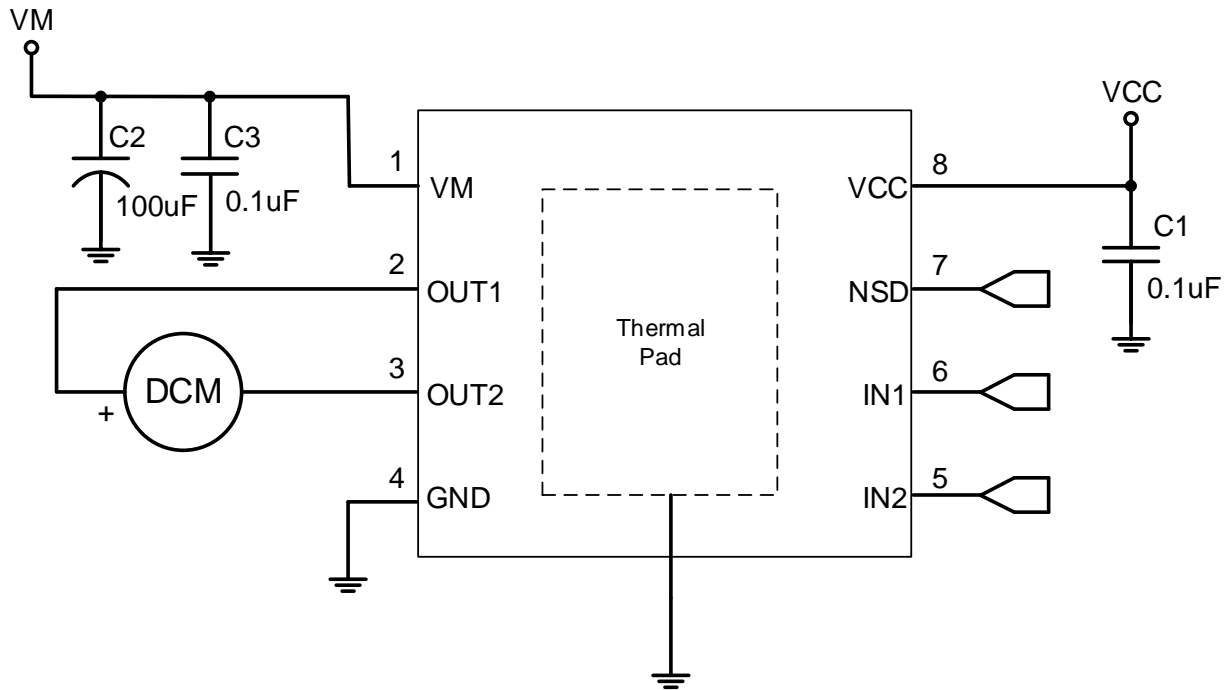 VM
C2
100uF
C3
0.1uF
1
VM
2
OUT1
+
DCM
3
OUT2
4
GND
Thermal
Pad
VCC
8
VCC
C1
0.1uF
7
NSD
6
IN1
5
IN2